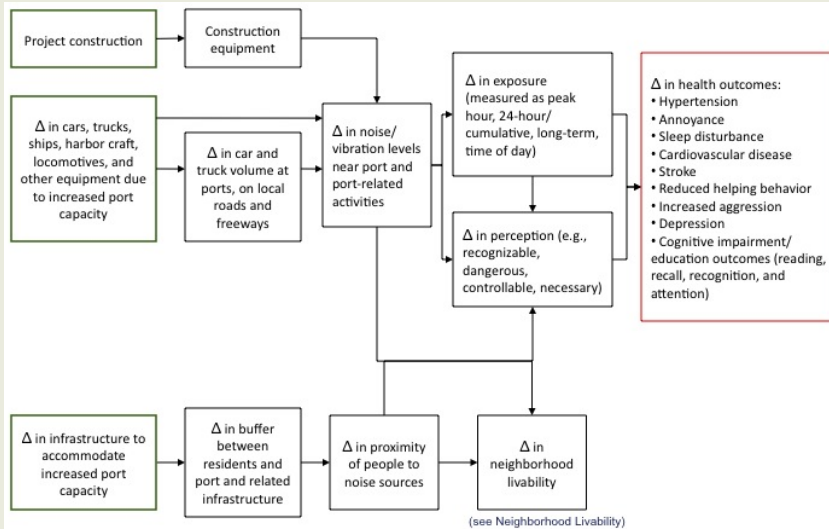 Project construction
Construction
equipment
Δ in cars, trucks,
ships, harbor craft,
locomotives, and
other equipment due
to increased port
capacity
Δ in car and
truck volume at
ports, on local
roads and
freeways
Δ in noise/
vibration levels
near port and
port-related
activities
Δ in exposure
(measured as peak
hour, 24-hour/
cumulative, long-term,
time of day)
Δ in perception (e.g.,
recognizable,
dangerous,
controllable, necessary)
Δ in health outcomes:
• Hypertension
• Annoyance
• Sleep disturbance
• Cardiovascular disease
• Stroke
• Reduced helping behavior
• Increased aggression
• Depression
• Cognitive impairment/
education outcomes (reading,
recall, recognition, and
attention)
Δ in infrastructure to
accommodate
increased port
capacity
Δ in buffer
between
residents and
port and related
infrastructure
Δ in proximity
of people to
noise sources
Δ in
neighborhood
livability
(see Neighborhood Livability)